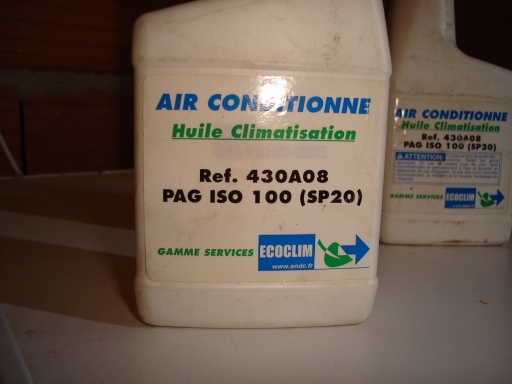 AIR CONDITIONNE
Huile Climatisation
Ref. 430A08
PAG ISO 100 (SP20)
GAMME SERVICES ECOCLIM
www.sndc.fr
AIR CONDITIONNE
Huile Climatisation
Ref. 430A08
PAG ISO 100 (SP20)
ATTENTION:
GAMME SERVICES ECOCLIM